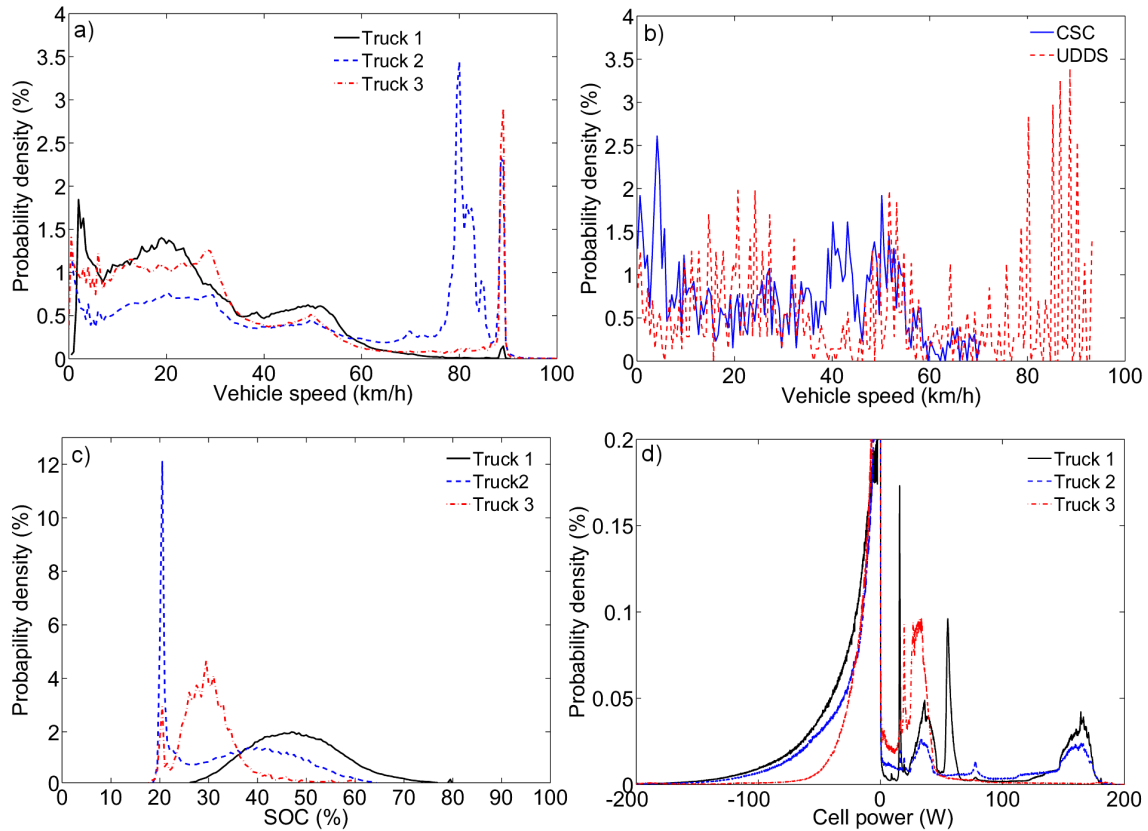 a)
Truck 1
Truck 2
Truck 3
4
3.5
3
2.5
2
1.5
1
0.5
0
0 20 40 60 80 100
Probability density (%)
Vehicle speed (km/h)
b)
CSC
UDDS
4
3.5
3
2.5
2
1.5
1
0.5
0
0 20 40 60 80 100
Probability density (%)
Vehicle speed (km/h)
c)
Truck 1
Truck2
Truck 3
12
10
8
6
4
2
0
0 10 20 30 40 50 60 70 80 90 100
Probapility density (%)
SOC (%)
d)
Truck 1
Truck 2
Truck 3
0.2
0.15
0.1
0.05
0
-200 -100 0 100 200
Probability density (%)
Cell power (W)